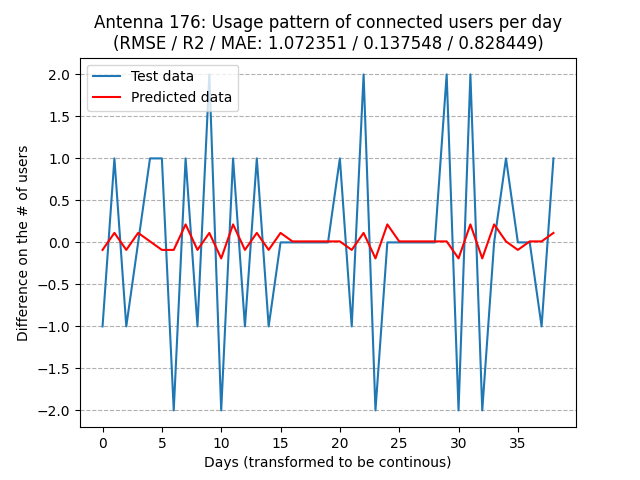 Antenna 176: Usage pattern of connected users per day
(RMSE / R2 / MAE: 1.072351 / 0.137548 / 0.828449)
Test data
Predicted data
2.0
1.5
1.0
0.5
0.0
−0.5
−1.0
−1.5
−2.0
Difference on the # of users
0 5 10 15 20 25 30 35
Days (transformed to be continous)